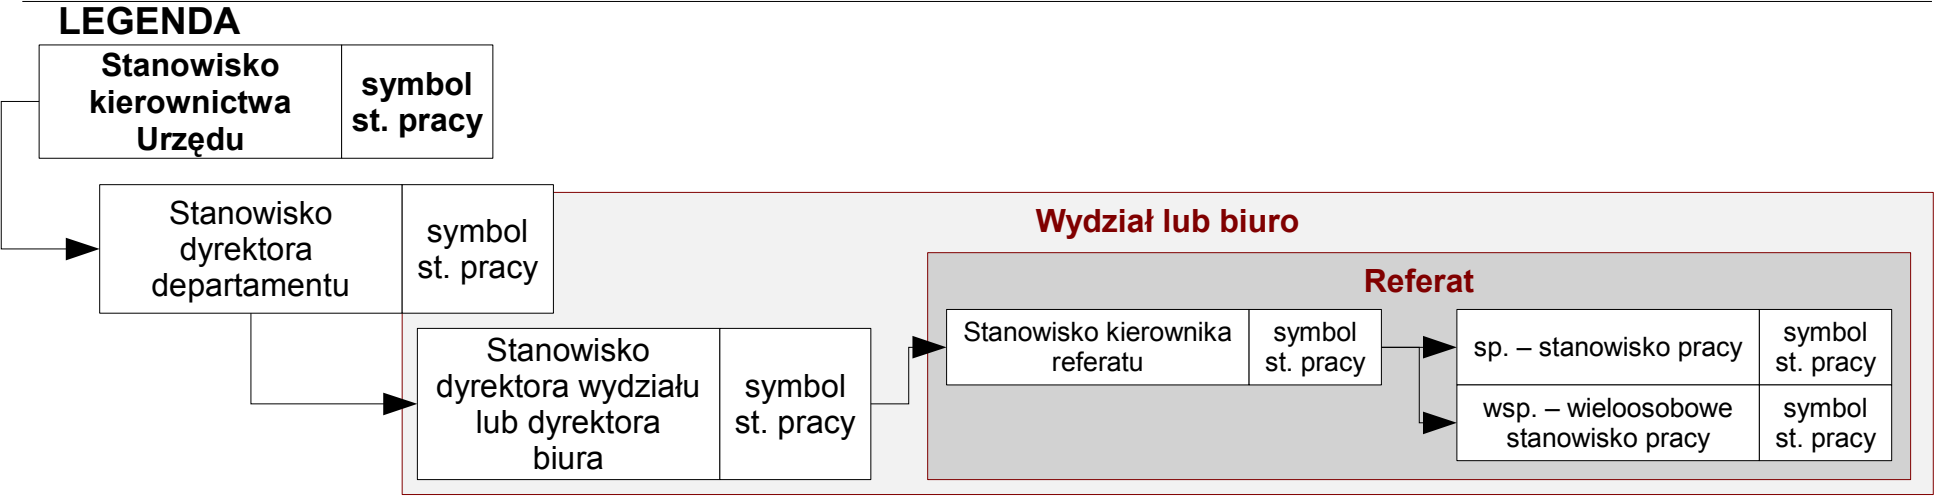 LEGENDA
Stanowisko
kierownictwa
Urzędu
symbol
st. pracy
Stanowisko
dyrektora
departamentu
symbol
st. pracy
Wydział lub biuro
Stanowisko
dyrektora wydziału
lub dyrektora
biura
symbol
st. pracy
Referat
Stanowisko kierownika
referatu
symbol
st. pracy
sp. – stanowisko pracy
symbol
st. pracy
wsp. – wieloosobowe
stanowisko pracy
symbol
st. pracy